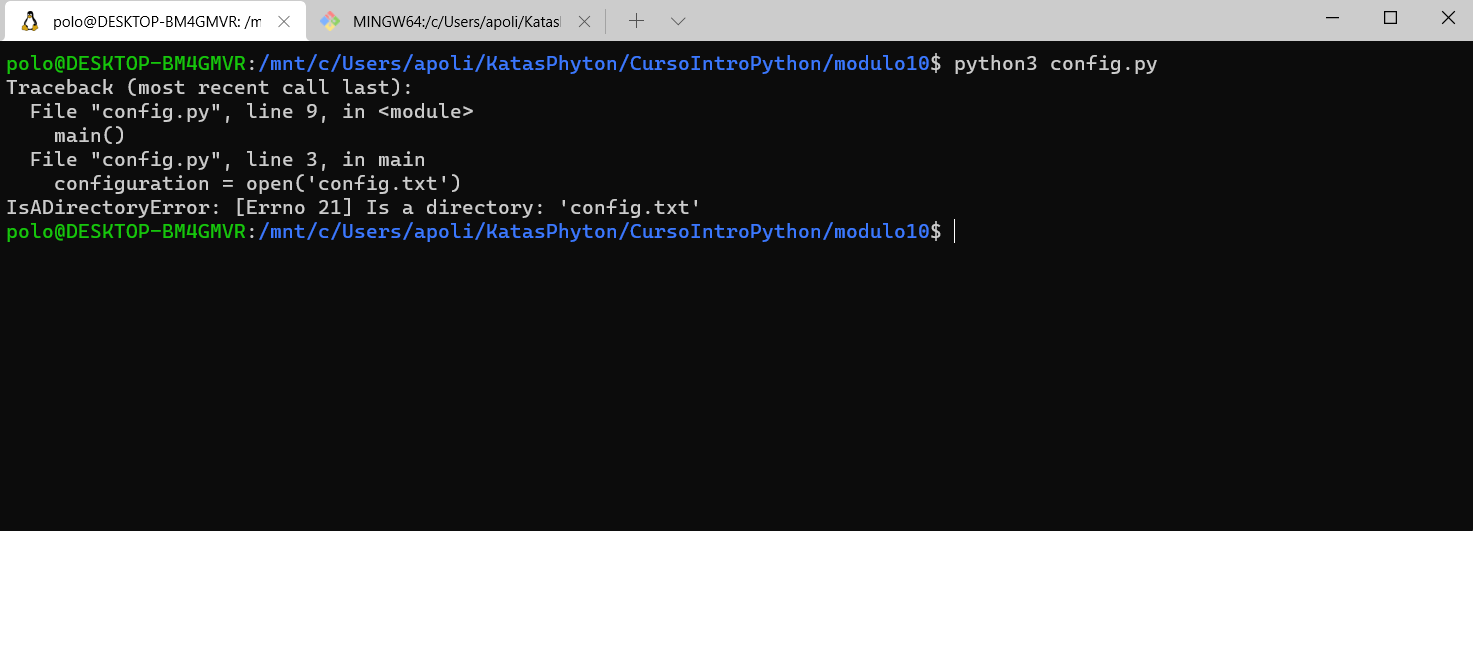 polo@DESKTOP-BM4GMVR: /m
MINGW64:/c/Users/apoli/Katas
polo@DESKTOP-BM4GMVR:/mnt/c/Users/apoli/KatasPhyton/CursoIntroPython/modulo10$ python3 config.py
Traceback (most recent call last):
  File "config.py", line 9, in <module>
    main()
  File "config.py", line 3, in main
    configuration = open('config.txt')
IsADirectoryError: [Errno 21] Is a directory: 'config.txt'
polo@DESKTOP-BM4GMVR:/mnt/c/Users/apoli/KatasPhyton/CursoIntroPython/modulo10$